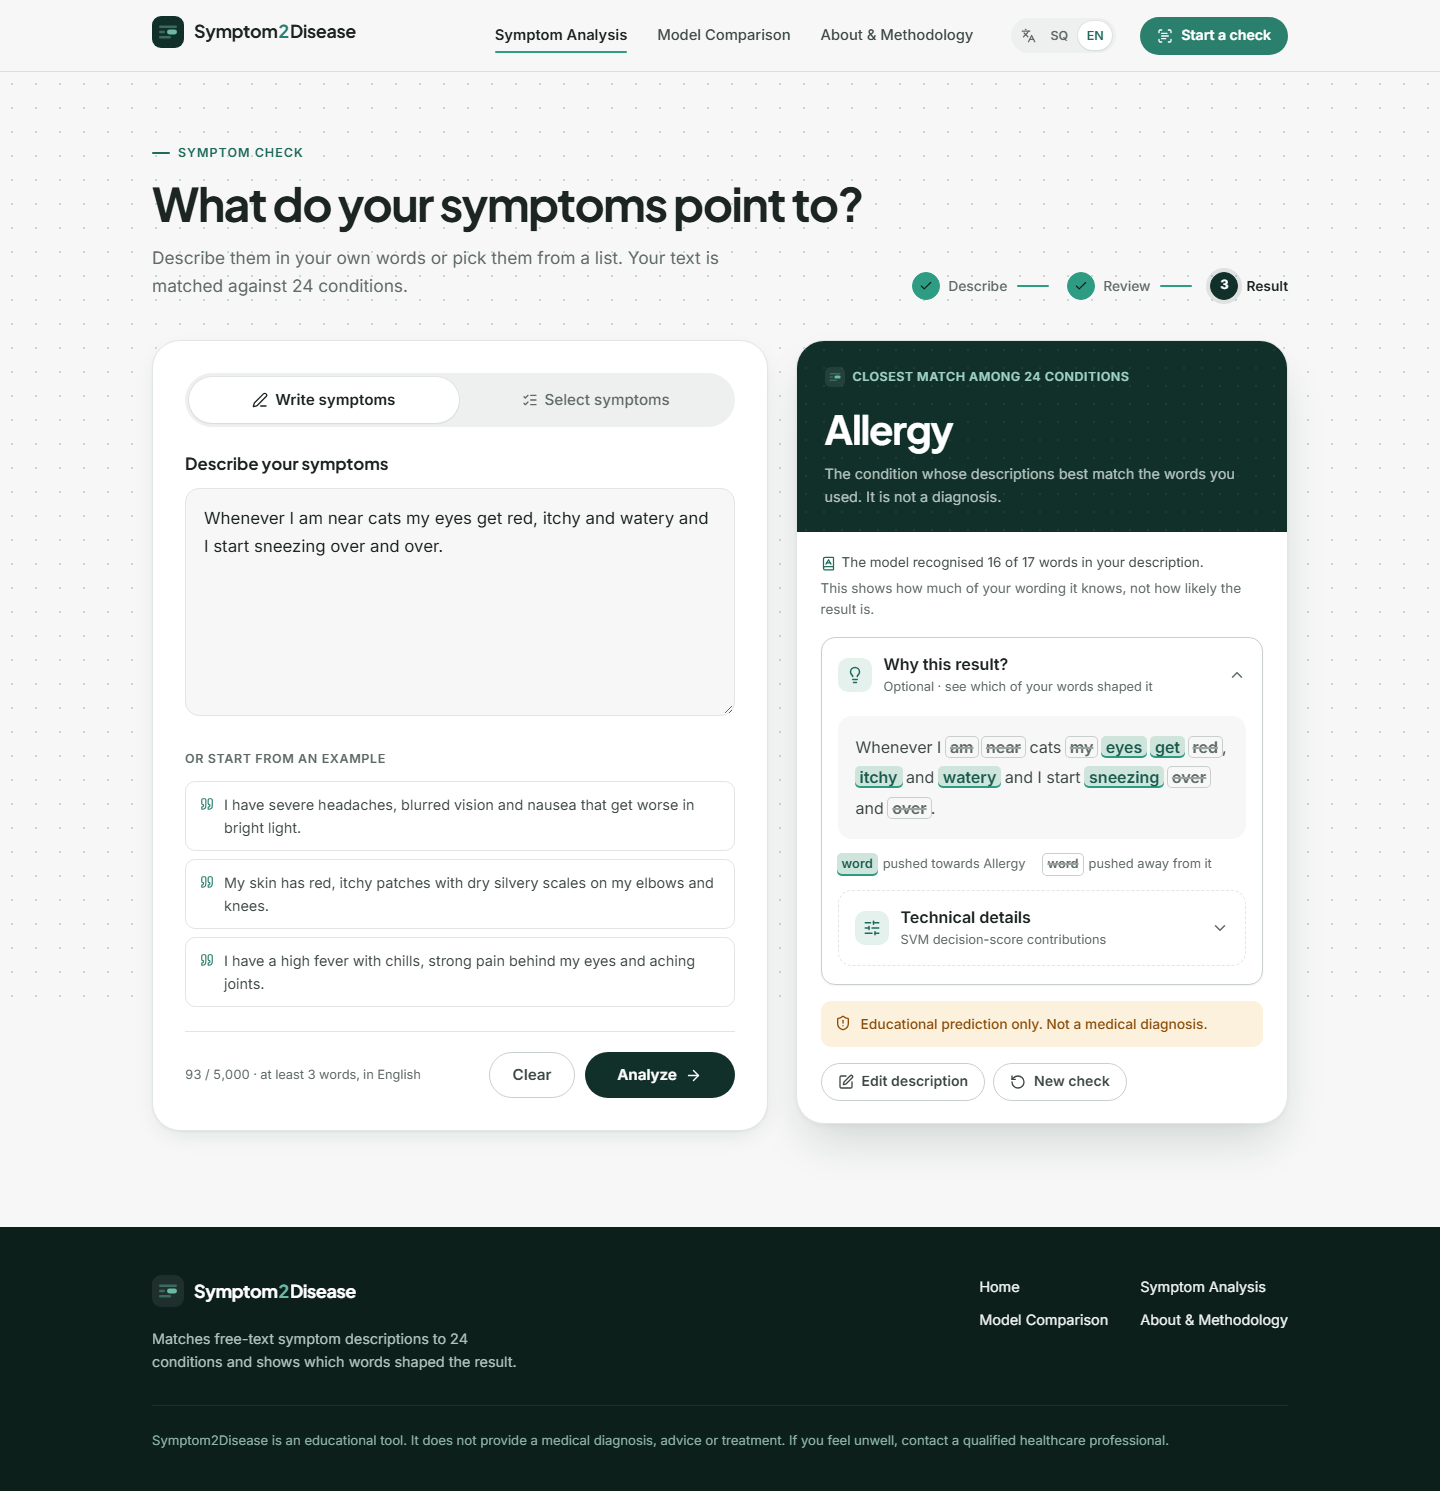 Symptom2Disease
Symptom Analysis
Model Comparison
About & Methodology
SQ
EN
Start a check
SYMPTOM CHECK
What do your symptoms point to?
Describe them in your own words or pick them from a list. Your text is
matched against 24 conditions.
Describe
Review
3
Result
Write symptoms
Select symptoms
Describe your symptoms
Whenever I am near cats my eyes get red, itchy and watery and
I start sneezing over and over.
OR START FROM AN EXAMPLE
I have severe headaches, blurred vision and nausea that get worse in
bright light.
My skin has red, itchy patches with dry silvery scales on my elbows and
knees.
I have a high fever with chills, strong pain behind my eyes and aching
joints.
93 / 5,000 · at least 3 words, in English
Clear
Analyze
CLOSEST MATCH AMONG 24 CONDITIONS
Allergy
The condition whose descriptions best match the words you
used. It is not a diagnosis.
The model recognised 16 of 17 words in your description.
This shows how much of your wording it knows, not how likely the
result is.
Why this result?
Optional · see which of your words shaped it
Whenever I am near cats my eyes get red,
itchy and watery and I start sneezing over
and over.
word pushed towards Allergy
word pushed away from it
Technical details
SVM decision-score contributions
Educational prediction only. Not a medical diagnosis.
Edit description
New check
Symptom2Disease
Matches free-text symptom descriptions to 24
conditions and shows which words shaped the result.
Home
Symptom Analysis
Model Comparison
About & Methodology
Symptom2Disease is an educational tool. It does not provide a medical diagnosis, advice or treatment. If you feel unwell, contact a qualified healthcare professional.